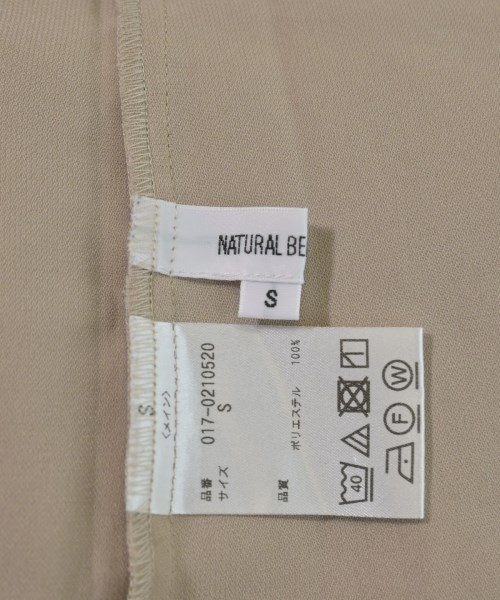 NATURAL BE
S
S
〈メイン〉
品番 017-0210520
サイズ S
品質 ポリエステル 100%
40
F
W